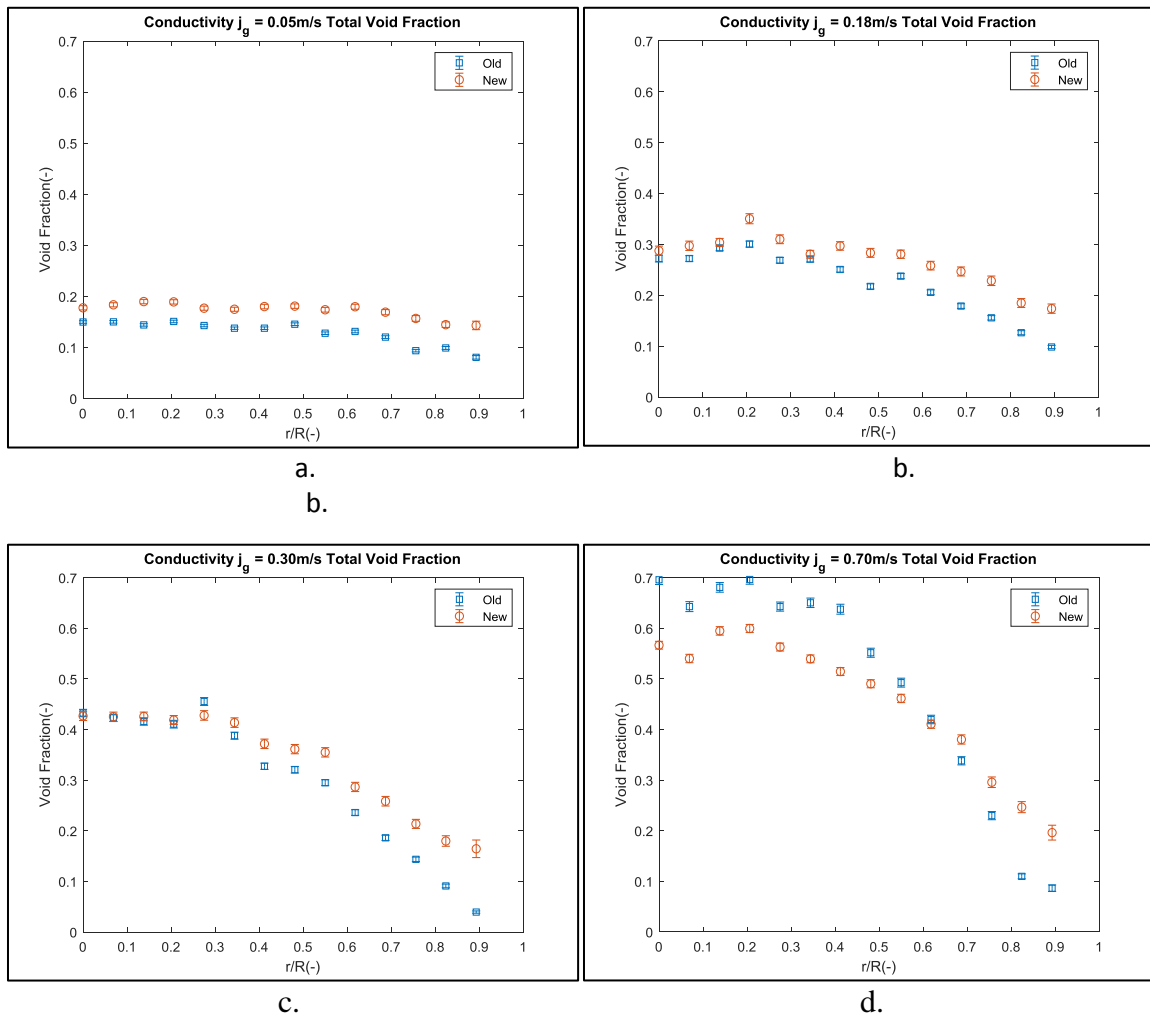 Conductivity j_g = 0.05m/s Total Void Fraction
0.7
0.6
0.5
0.4
0.3
0.2
0.1
0
Void Fraction(-)
Old
New
0 0.1 0.2 0.3 0.4 0.5 0.6 0.7 0.8 0.9 1
r/R(-)
a.
b.
Conductivity j_g = 0.18m/s Total Void Fraction
0.7
0.6
0.5
0.4
0.3
0.2
0.1
0
Void Fraction(-)
Old
New
0 0.1 0.2 0.3 0.4 0.5 0.6 0.7 0.8 0.9 1
r/R(-)
b.
Conductivity j_g = 0.30m/s Total Void Fraction
0.7
0.6
0.5
0.4
0.3
0.2
0.1
0
Void Fraction(-)
Old
New
0 0.1 0.2 0.3 0.4 0.5 0.6 0.7 0.8 0.9 1
r/R(-)
c.
Conductivity j_g = 0.70m/s Total Void Fraction
0.7
0.6
0.5
0.4
0.3
0.2
0.1
0
Void Fraction(-)
Old
New
0 0.1 0.2 0.3 0.4 0.5 0.6 0.7 0.8 0.9 1
r/R(-)
d.